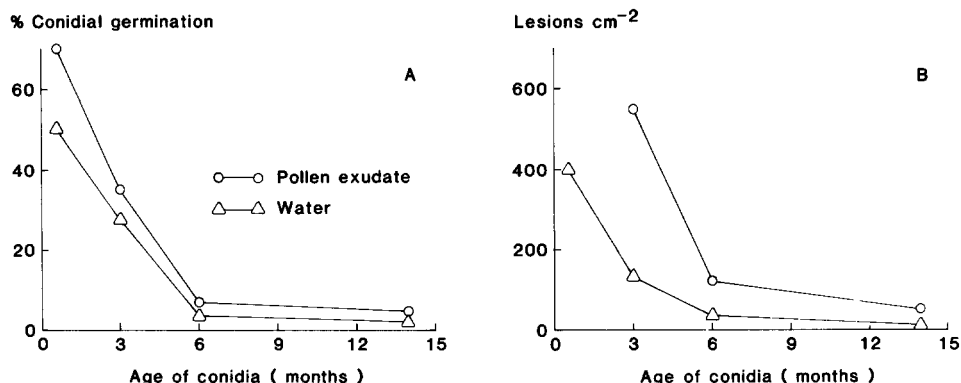 % Conidial germination
A
60
40
20
0
0 3 6 9 12 15
Age of conidia ( months )
Pollen exudate
Water
Lesions cm⁻²
B
600
400
200
0
0 3 6 9 12 15
Age of conidia ( months )